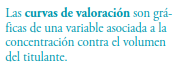 Las curvas de valoración son grá-
ficas de una variable asociada a la
concentración contra el volumen
del titulante.